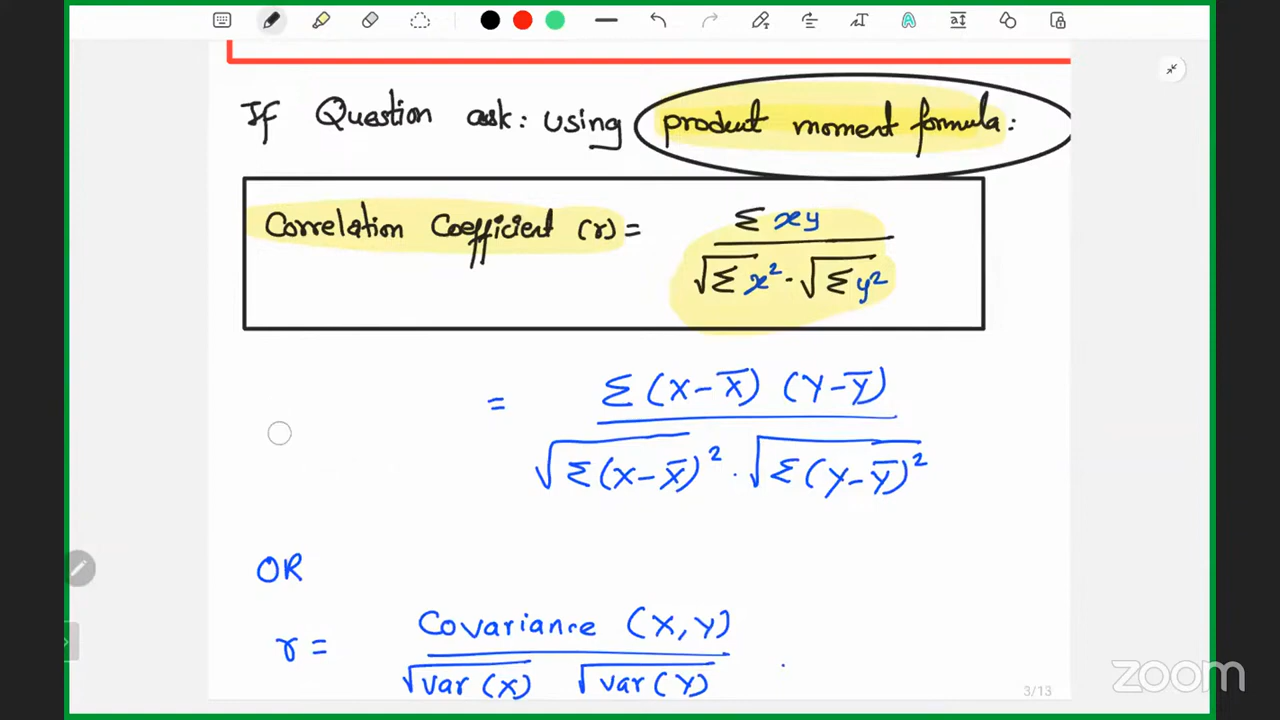 If Question ask: using product moment formula:
Correlation Coefficient (r) = Σxy / √Σx² · √Σy²
= Σ(X-X̅) (Y-Y̅) / √Σ(X-X̅)² · √Σ(Y-Y̅)²
OR
r = Covariance (X,Y) / √var(X) √var(Y)
3/13
zoom